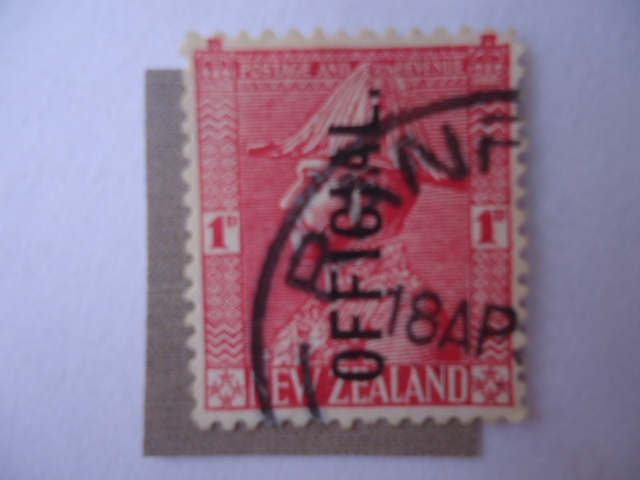 POSTAGE AND REVENUE
OFFICIAL.
1D 1D
18 AP
NEW ZEALAND